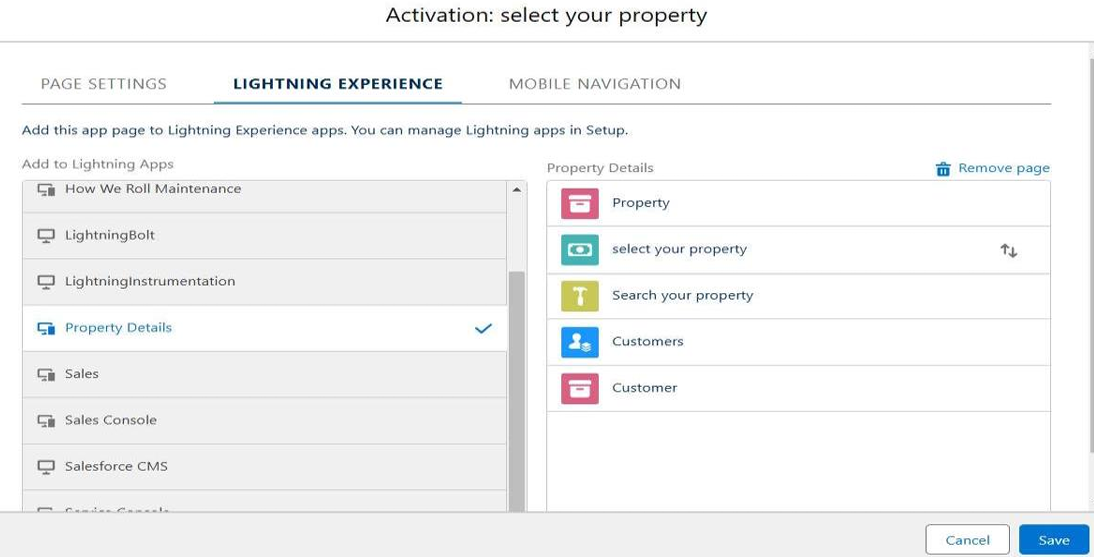 Activation: select your property
PAGE SETTINGS
LIGHTNING EXPERIENCE
MOBILE NAVIGATION
Add this app page to Lightning Experience apps. You can manage Lightning apps in Setup.
Add to Lightning Apps
How We Roll Maintenance
LightningBolt
LightningInstrumentation
Property Details
Sales
Sales Console
Salesforce CMS
Service Console
Property Details
Remove page
Property
select your property
Search your property
Customers
Customer
Cancel
Save